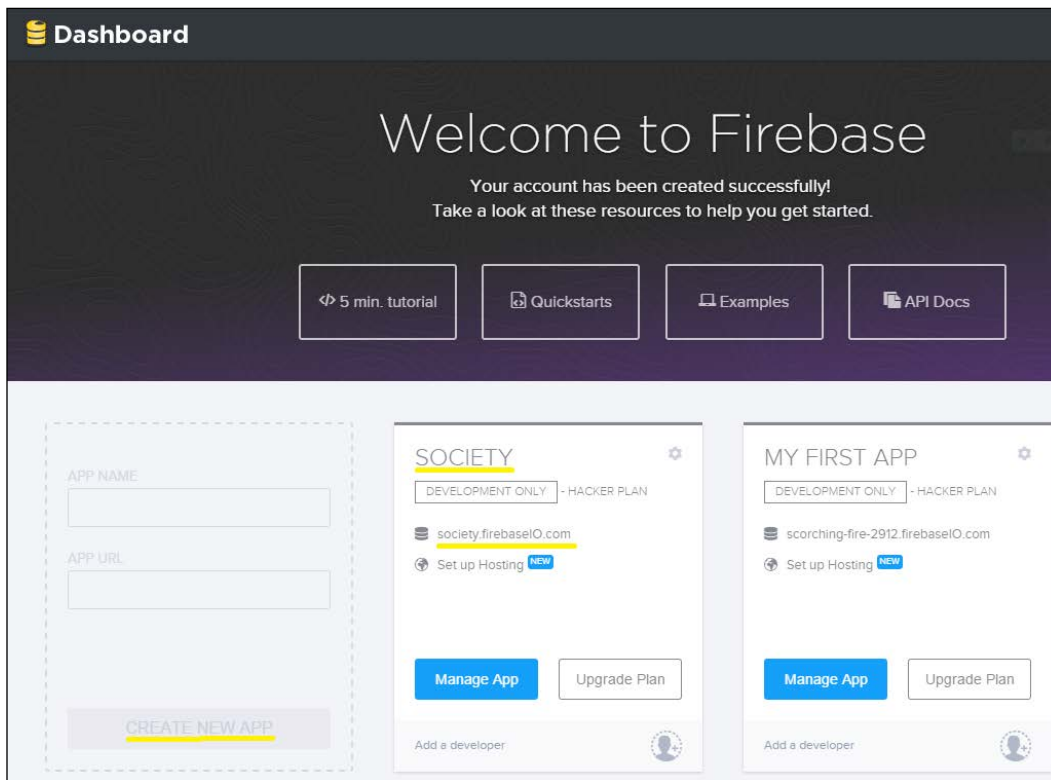 Dashboard
Welcome to Firebase
Your account has been created successfully!
Take a look at these resources to help you get started.
</> 5 min. tutorial
Quickstarts
Examples
API Docs
APP NAME
APP URL
CREATE NEW APP
SOCIETY
DEVELOPMENT ONLY - HACKER PLAN
society.firebaseIO.com
Set up Hosting NEW
Manage App
Upgrade Plan
Add a developer
MY FIRST APP
DEVELOPMENT ONLY - HACKER PLAN
scorching-fire-2912.firebaseIO.com
Set up Hosting NEW
Manage App
Upgrade Plan
Add a developer